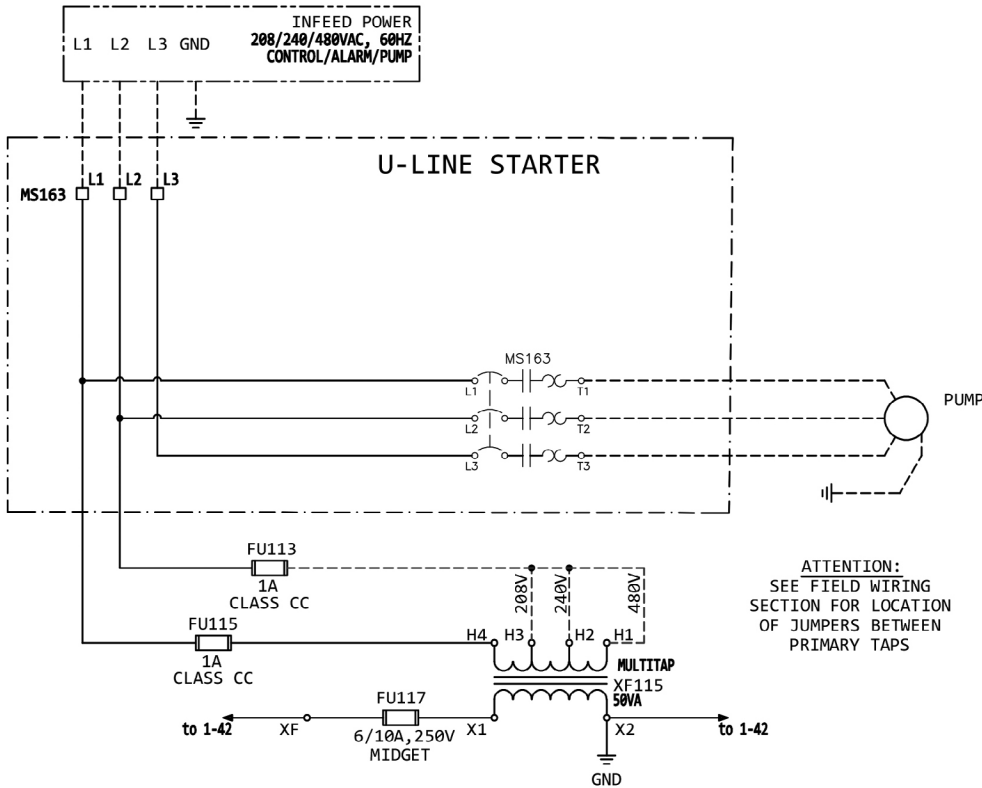 INFEED POWER
208/240/480VAC, 60HZ
CONTROL/ALARM/PUMP
L1 L2 L3 GND
U-LINE STARTER
MS163 L1 L2 L3
MS163
L1 T1
L2 T2
L3 T3
PUMP
FU113
1A
CLASS CC
208V 240V 480V
FU115
1A
CLASS CC
H4 H3 H2 H1
MULTITAP
XF115
50VA
FU117
6/10A,250V
MIDGET
to 1-42 XF X1 X2 to 1-42
GND
ATTENTION:
SEE FIELD WIRING
SECTION FOR LOCATION
OF JUMPERS BETWEEN
PRIMARY TAPS